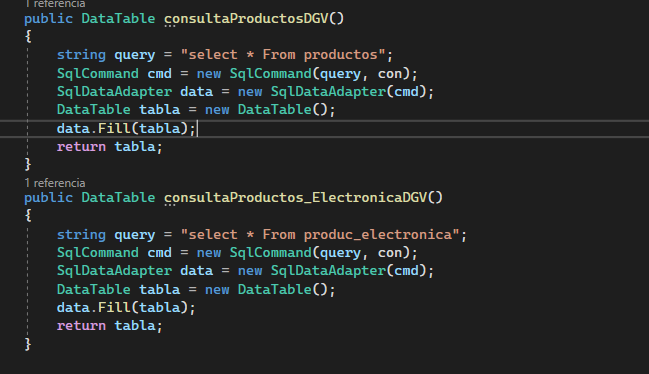 1 referencia
public DataTable consultaProductosDGV()
{
string query = "select * From productos";
SqlCommand cmd = new SqlCommand(query, con);
SqlDataAdapter data = new SqlDataAdapter(cmd);
DataTable tabla = new DataTable();
data.Fill(tabla);
return tabla;
}
1 referencia
public DataTable consultaProductos_ElectronicaDGV()
{
string query = "select * From produc_electronica";
SqlCommand cmd = new SqlCommand(query, con);
SqlDataAdapter data = new SqlDataAdapter(cmd);
DataTable tabla = new DataTable();
data.Fill(tabla);
return tabla;
}